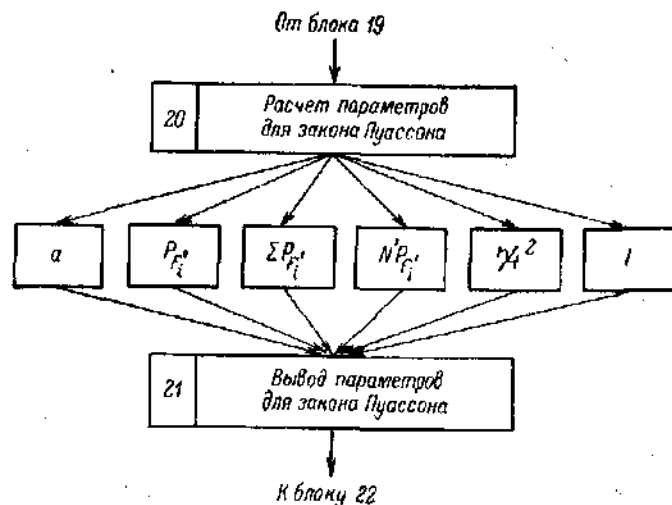 От блока 19
20
Расчет параметров
для закона Пуассона
a
P_{r_i'}
ΣP_{r_i'}
N'P_{r_i'}
χ²
l
21
Вывод параметров
для закона Пуассона
К блоку 22